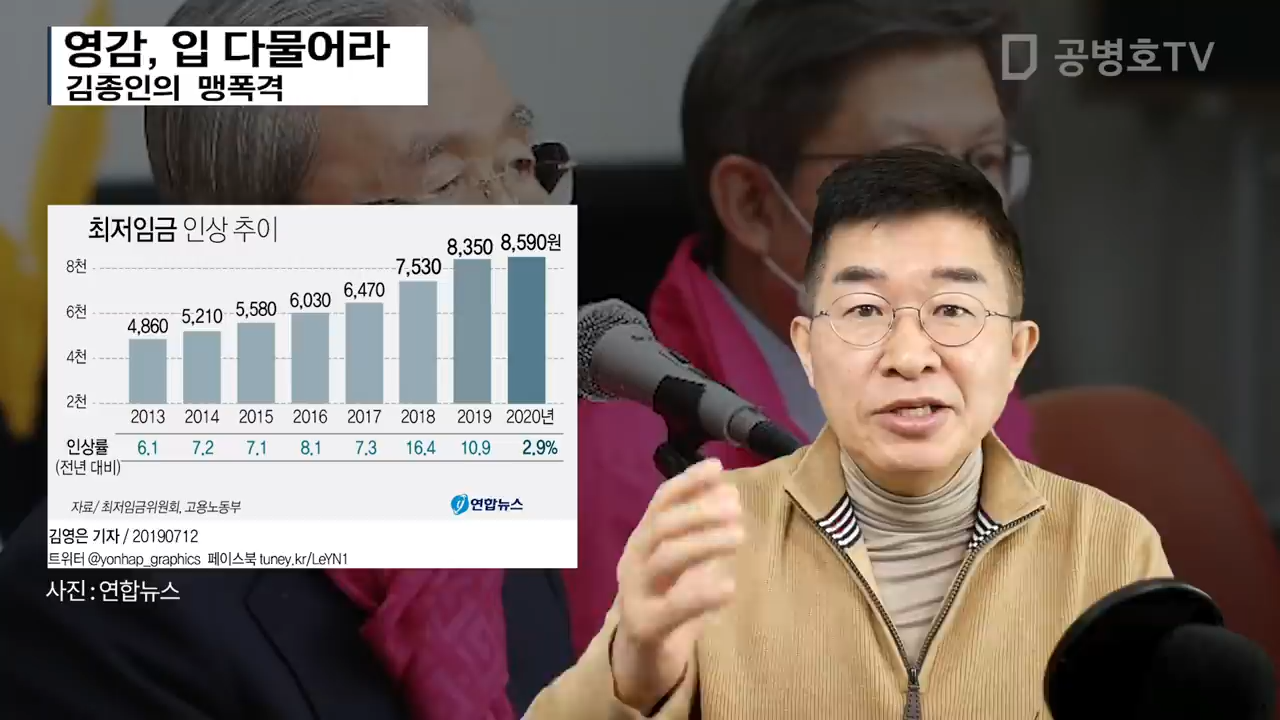 영감, 입 다물어라
김종인의 맹폭격
공병호TV
최저임금 인상 추이
8,590원
8,350
7,530
6,470
6,030
5,580
5,210
4,860
8천
6천
4천
2천
2013 2014 2015 2016 2017 2018 2019 2020년
인상률 6.1 7.2 7.1 8.1 7.3 16.4 10.9 2.9%
(전년 대비)
자료/ 최저임금위원회, 고용노동부
연합뉴스
김영은 기자 / 20190712
트위터 @yonhap_graphics 페이스북 tuney.kr/LeYN1
사진 : 연합뉴스